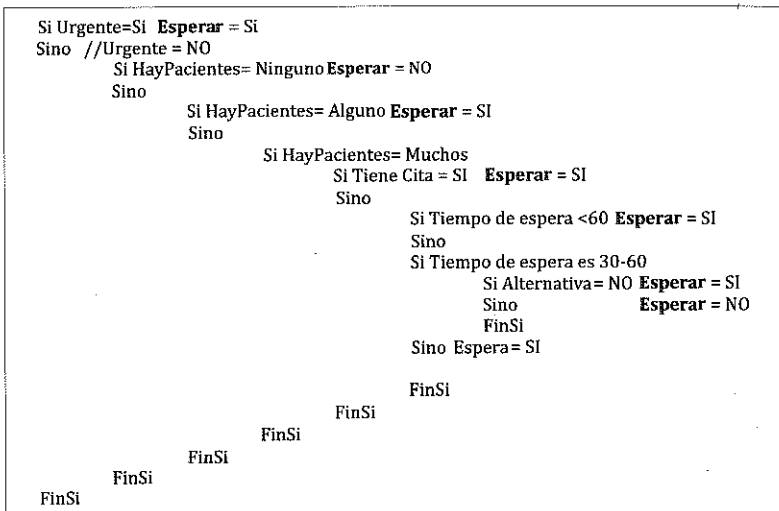 Si Urgente=Si Esperar = Si
Sino //Urgente = NO
Si HayPacientes= Ninguno Esperar = NO
Sino
Si HayPacientes= Alguno Esperar = SI
Sino
Si HayPacientes= Muchos
Si Tiene Cita = SI Esperar = SI
Sino
Si Tiempo de espera <60 Esperar = SI
Sino
Si Tiempo de espera es 30-60
Si Alternativa= NO Esperar = SI
Sino Esperar = NO
FinSi
Sino Espera= SI
FinSi
FinSi
FinSi
FinSi
FinSi
FinSi